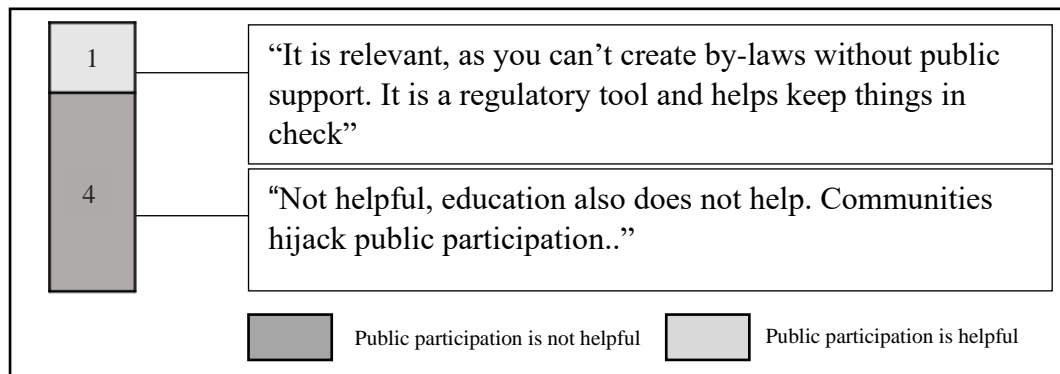 1
“It is relevant, as you can’t create by-laws without public
support. It is a regulatory tool and helps keep things in
check”
4
“Not helpful, education also does not help. Communities
hijack public participation..”
Public participation is not helpful
Public participation is helpful